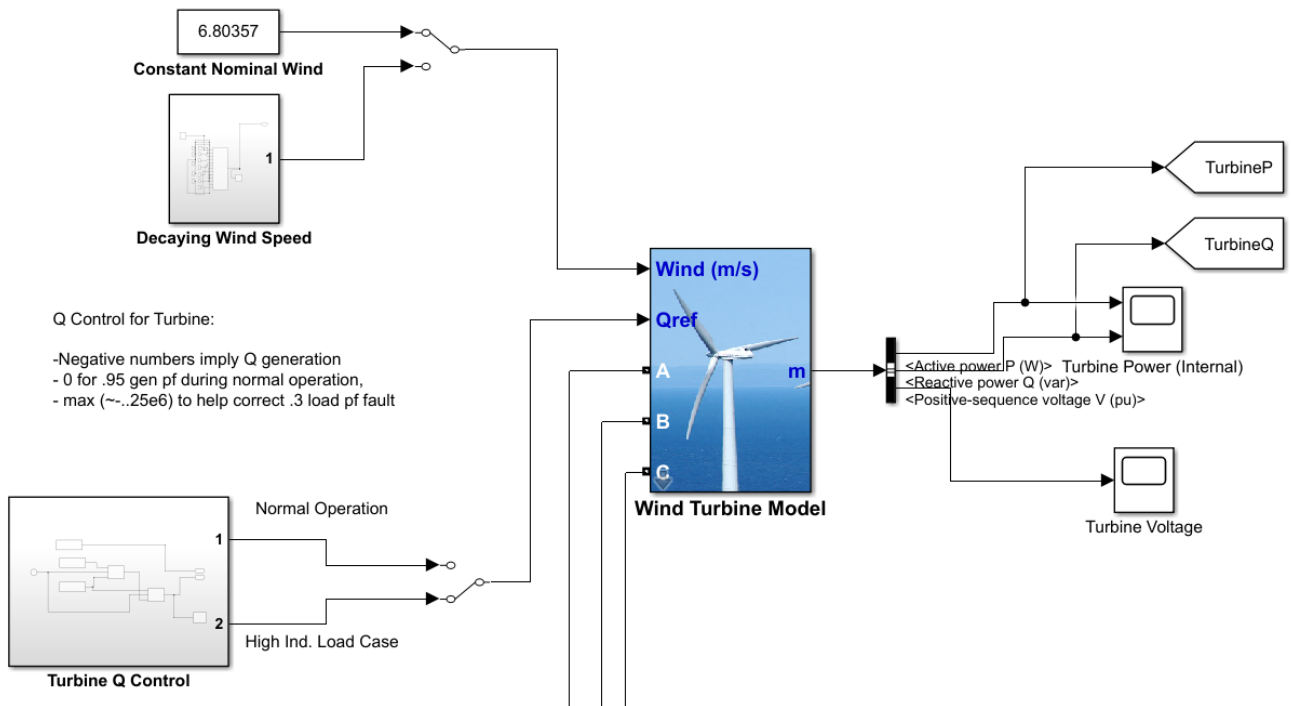 6.80357
Constant Nominal Wind
1
Decaying Wind Speed
TurbineP
TurbineQ
Wind (m/s)
Qref
A
B
C
m
Wind Turbine Model
<Active power P (W)>
<Reactive power Q (var)>
<Positive-sequence voltage V (pu)>
Turbine Power (Internal)
Turbine Voltage
Q Control for Turbine:
-Negative numbers imply Q generation
- 0 for .95 gen pf during normal operation,
- max (~-..25e6) to help correct .3 load pf fault
Normal Operation
1
2
High Ind. Load Case
Turbine Q Control